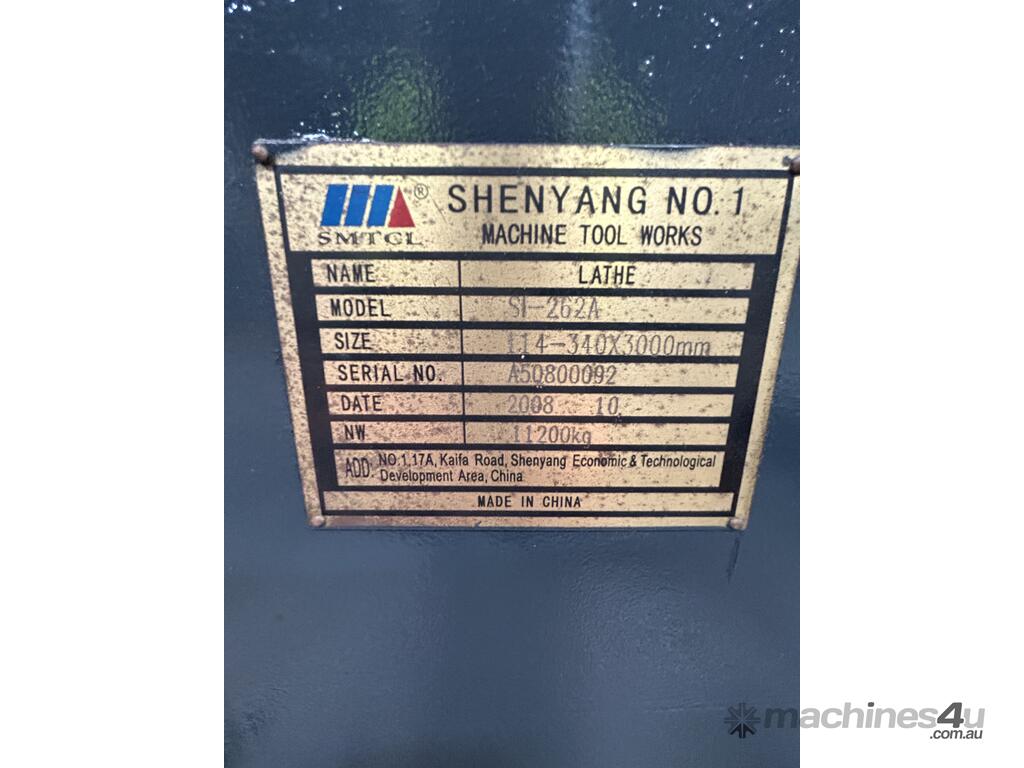 SMTCL ® SHENYANG NO.1
MACHINE TOOL WORKS
NAME LATHE
MODEL SI-262A
SIZE 114-340X3000mm
SERIAL NO. A50800092
DATE 2008 10
NW 11200kg
ADD: NO.1,17A, Kaifa Road, Shenyang Economic & Technological
Development Area, China
MADE IN CHINA
machines4u
.com.au